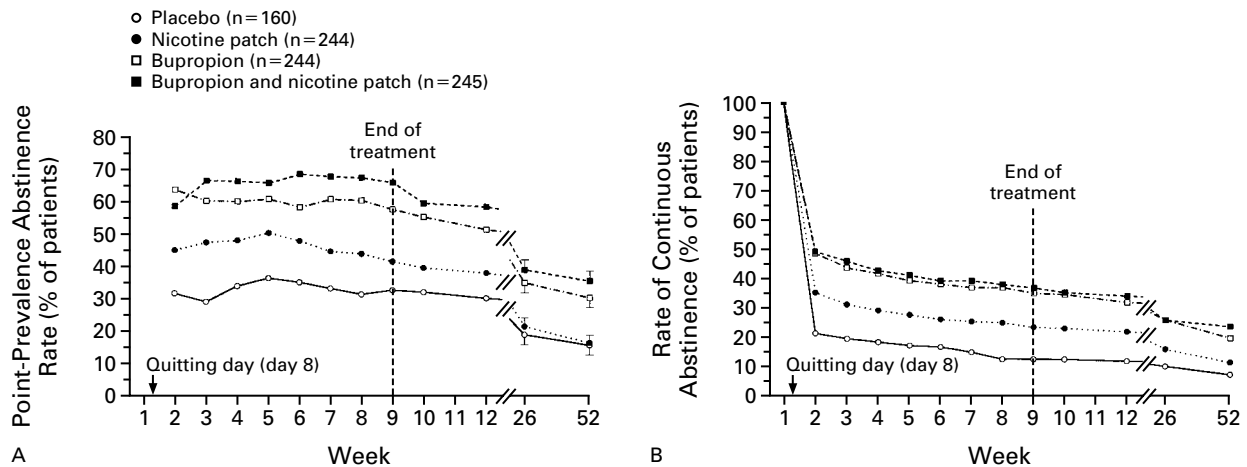 Placebo (n=160)
Nicotine patch (n=244)
Bupropion (n=244)
Bupropion and nicotine patch (n=245)
Point-Prevalence Abstinence
Rate (% of patients)
80
70
60
50
40
30
20
10
0
End of
treatment
Quitting day (day 8)
1 2 3 4 5 6 7 8 9 10 11 12 26 52
Week
A
Rate of Continuous
Abstinence (% of patients)
100
90
80
70
60
50
40
30
20
10
0
End of
treatment
Quitting day (day 8)
1 2 3 4 5 6 7 8 9 10 11 12 26 52
Week
B